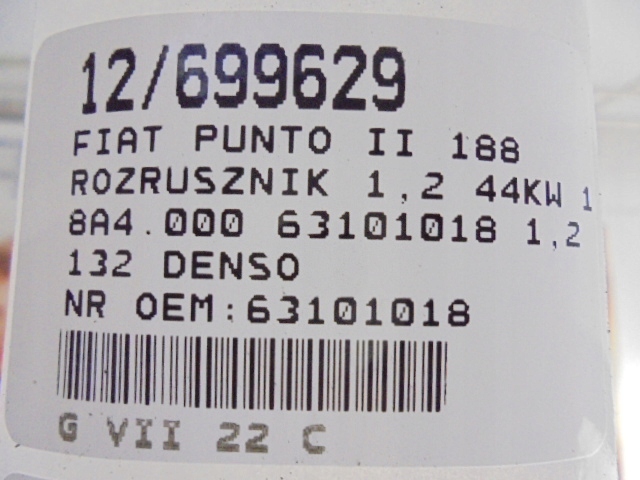 12/699629
FIAT PUNTO II 188
ROZRUSZNIK 1,2 44KW 1
8A4.000 63101018 1,2
132 DENSO
NR OEM:63101018
G VII 22 C